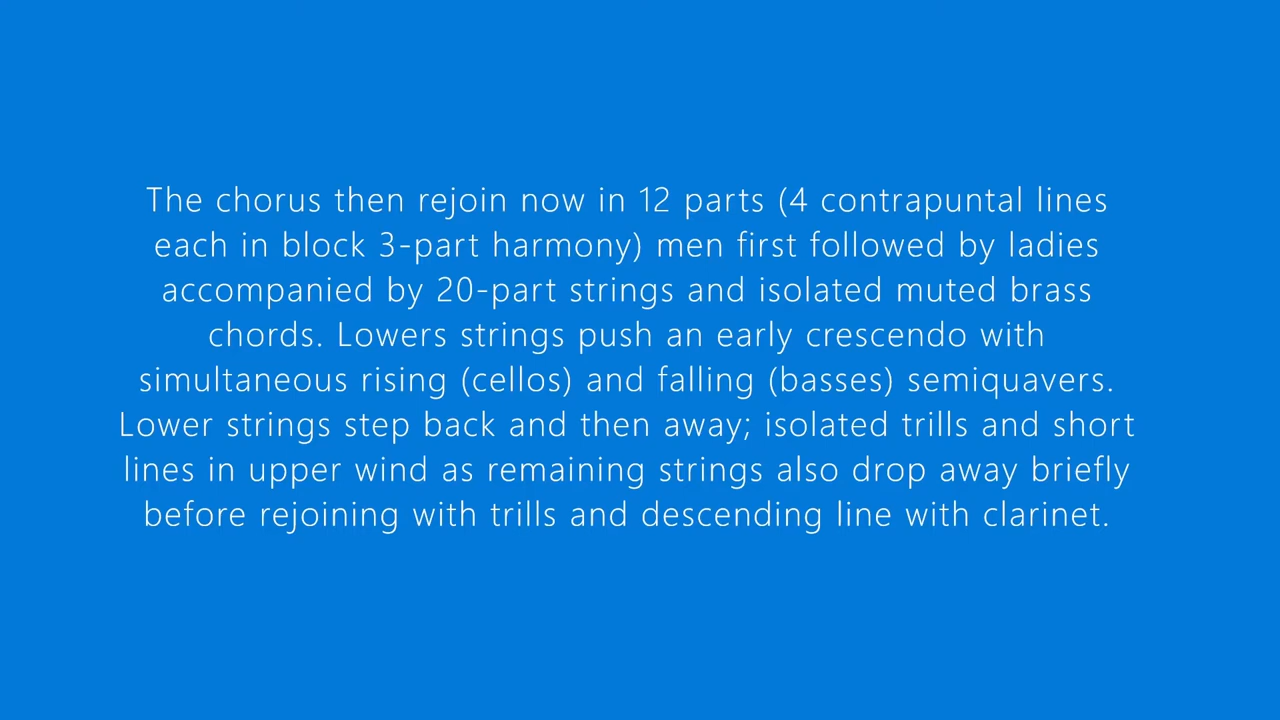 The chorus then rejoin now in 12 parts (4 contrapuntal lines
each in block 3-part harmony) men first followed by ladies
accompanied by 20-part strings and isolated muted brass
chords. Lowers strings push an early crescendo with
simultaneous rising (cellos) and falling (basses) semiquavers.
Lower strings step back and then away; isolated trills and short
lines in upper wind as remaining strings also drop away briefly
before rejoining with trills and descending line with clarinet.